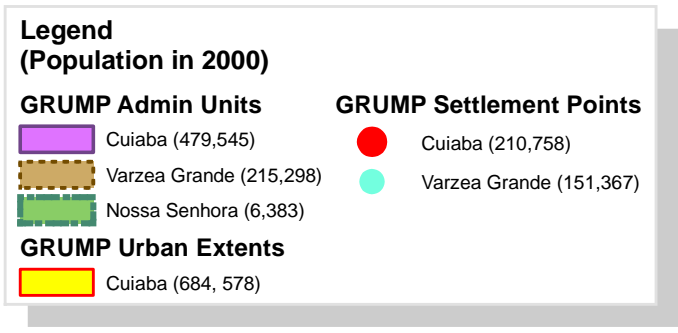 Legend
(Population in 2000)
GRUMP Admin Units
Cuiaba (479,545)
Varzea Grande (215,298)
Nossa Senhora (6,383)
GRUMP Urban Extents
Cuiaba (684, 578)
GRUMP Settlement Points
Cuiaba (210,758)
Varzea Grande (151,367)